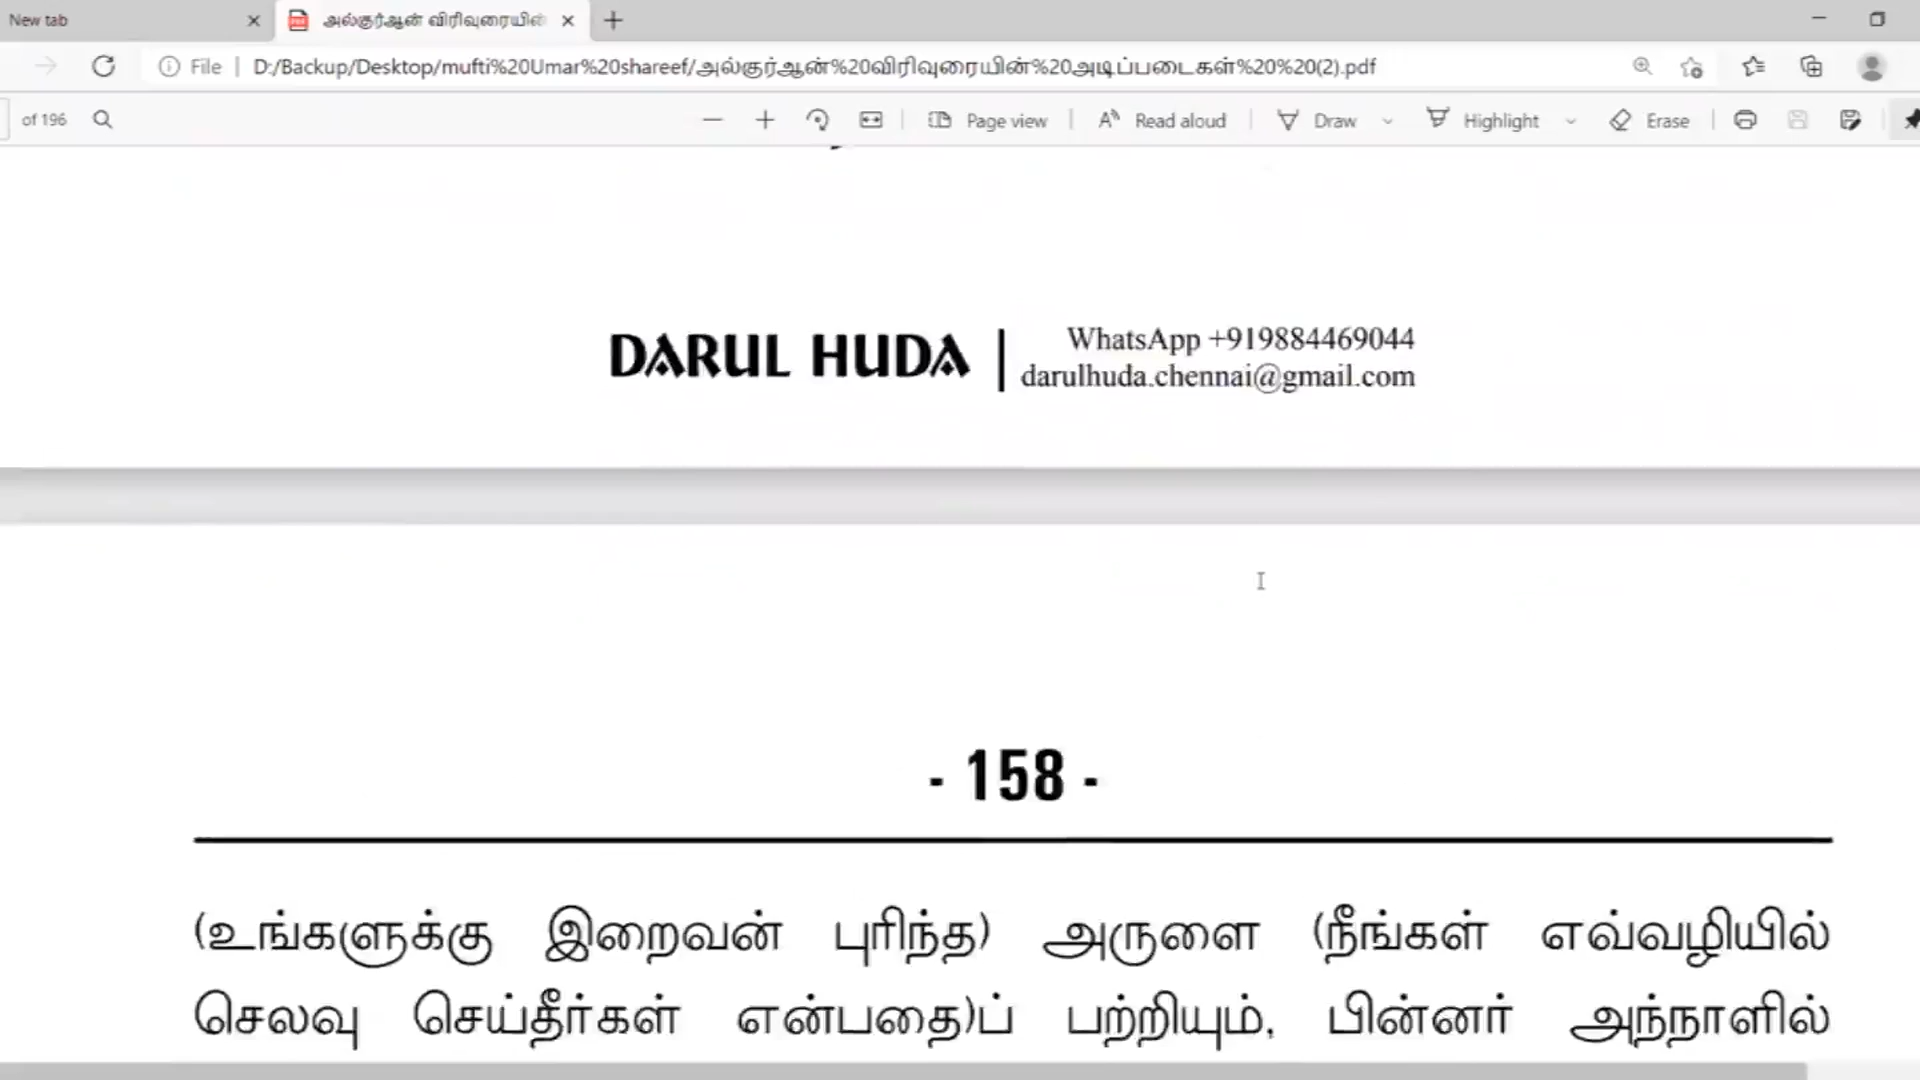 New tab
அல்குர்ஆன் விரிவுரையின்
File
D:/Backup/Desktop/mufti%20Umar%20shareef/அல்குர்ஆன்%20விரிவுரையின்%20அடிப்படைகள்%20%20(2).pdf
of 196
Page view
Read aloud
Draw
Highlight
Erase
DARUL HUDA
WhatsApp +919884469044
darulhuda.chennai@gmail.com
- 158 -
(உங்களுக்கு இறைவன் புரிந்த) அருளை (நீங்கள் எவ்வழியில்
செலவு செய்தீர்கள் என்பதை)ப் பற்றியும், பின்னர் அந்நாளில்